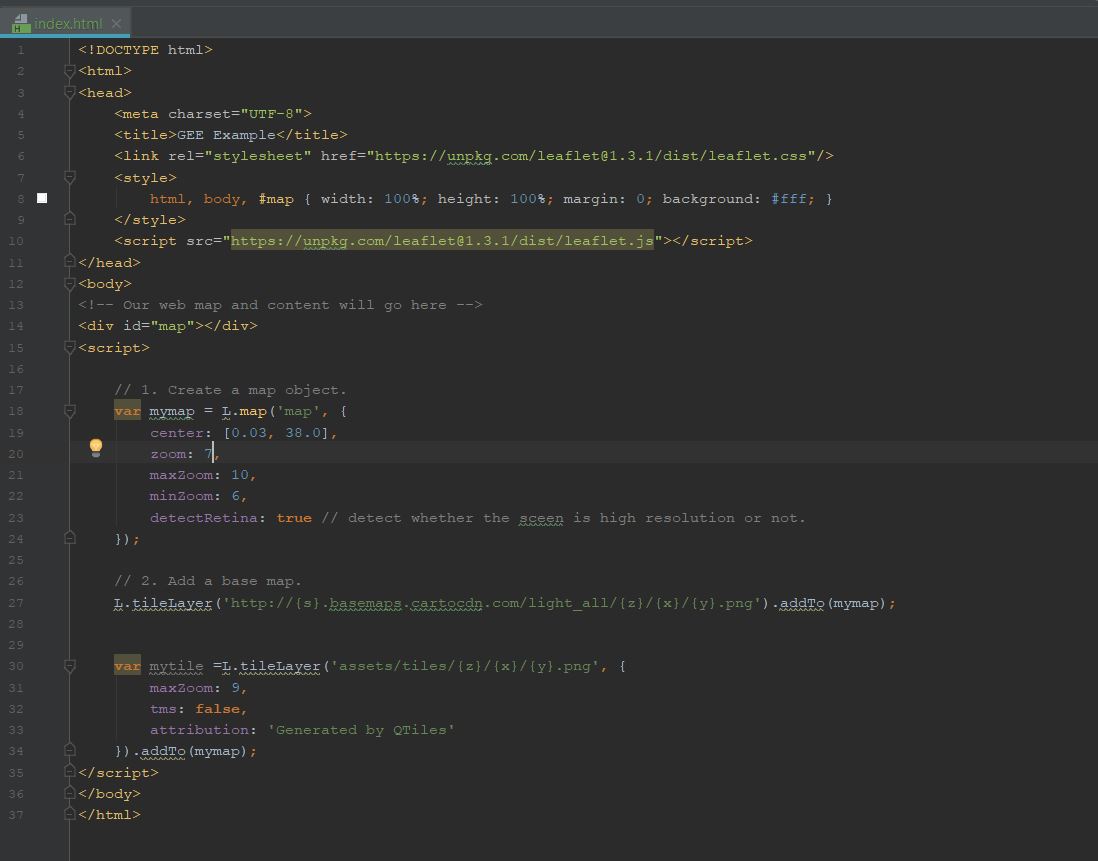 index.html
1 <!DOCTYPE html>
2 <html>
3 <head>
4     <meta charset="UTF-8">
5     <title>GEE Example</title>
6     <link rel="stylesheet" href="https://unpkg.com/leaflet@1.3.1/dist/leaflet.css"/>
7     <style>
8         html, body, #map { width: 100%; height: 100%; margin: 0; background: #fff; }
9     </style>
10     <script src="https://unpkg.com/leaflet@1.3.1/dist/leaflet.js"></script>
11 </head>
12 <body>
13 <!-- Our web map and content will go here -->
14 <div id="map"></div>
15 <script>
16
17     // 1. Create a map object.
18     var mymap = L.map('map', {
19         center: [0.03, 38.0],
20         zoom: 7,
21         maxZoom: 10,
22         minZoom: 6,
23         detectRetina: true // detect whether the sceen is high resolution or not.
24     });
25
26     // 2. Add a base map.
27     L.tileLayer('http://{s}.basemaps.cartocdn.com/light_all/{z}/{x}/{y}.png').addTo(mymap);
28
29
30     var mytile =L.tileLayer('assets/tiles/{z}/{x}/{y}.png', {
31         maxZoom: 9,
32         tms: false,
33         attribution: 'Generated by QTiles'
34     }).addTo(mymap);
35 </script>
36 </body>
37 </html>